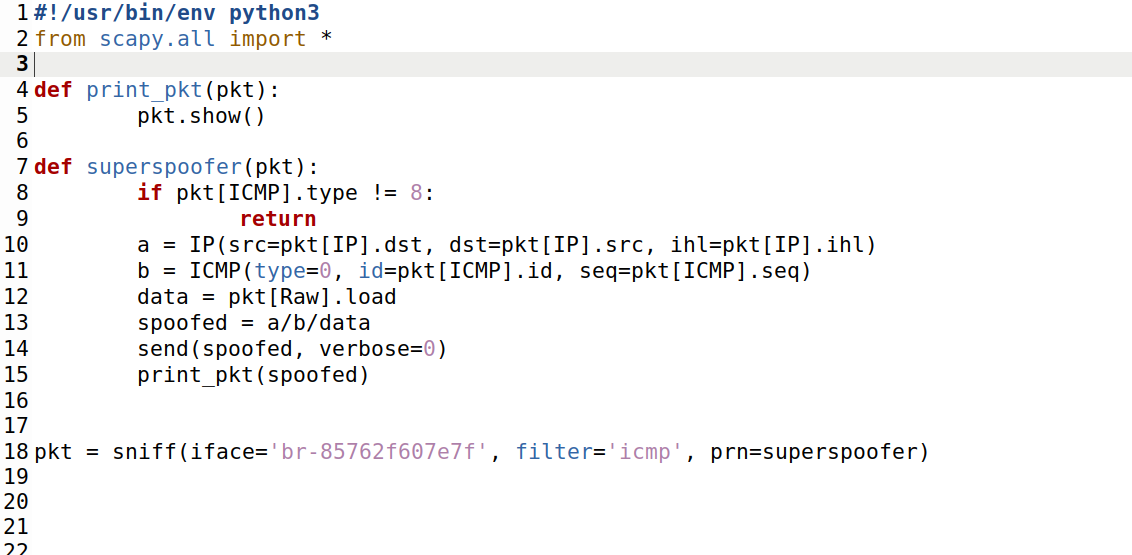 1 #!/usr/bin/env python3
2 from scapy.all import *
3
4 def print_pkt(pkt):
5         pkt.show()
6
7 def superspoofer(pkt):
8         if pkt[ICMP].type != 8:
9                 return
10         a = IP(src=pkt[IP].dst, dst=pkt[IP].src, ihl=pkt[IP].ihl)
11         b = ICMP(type=0, id=pkt[ICMP].id, seq=pkt[ICMP].seq)
12         data = pkt[Raw].load
13         spoofed = a/b/data
14         send(spoofed, verbose=0)
15         print_pkt(spoofed)
16
17
18 pkt = sniff(iface='br-85762f607e7f', filter='icmp', prn=superspoofer)
19
20
21
22